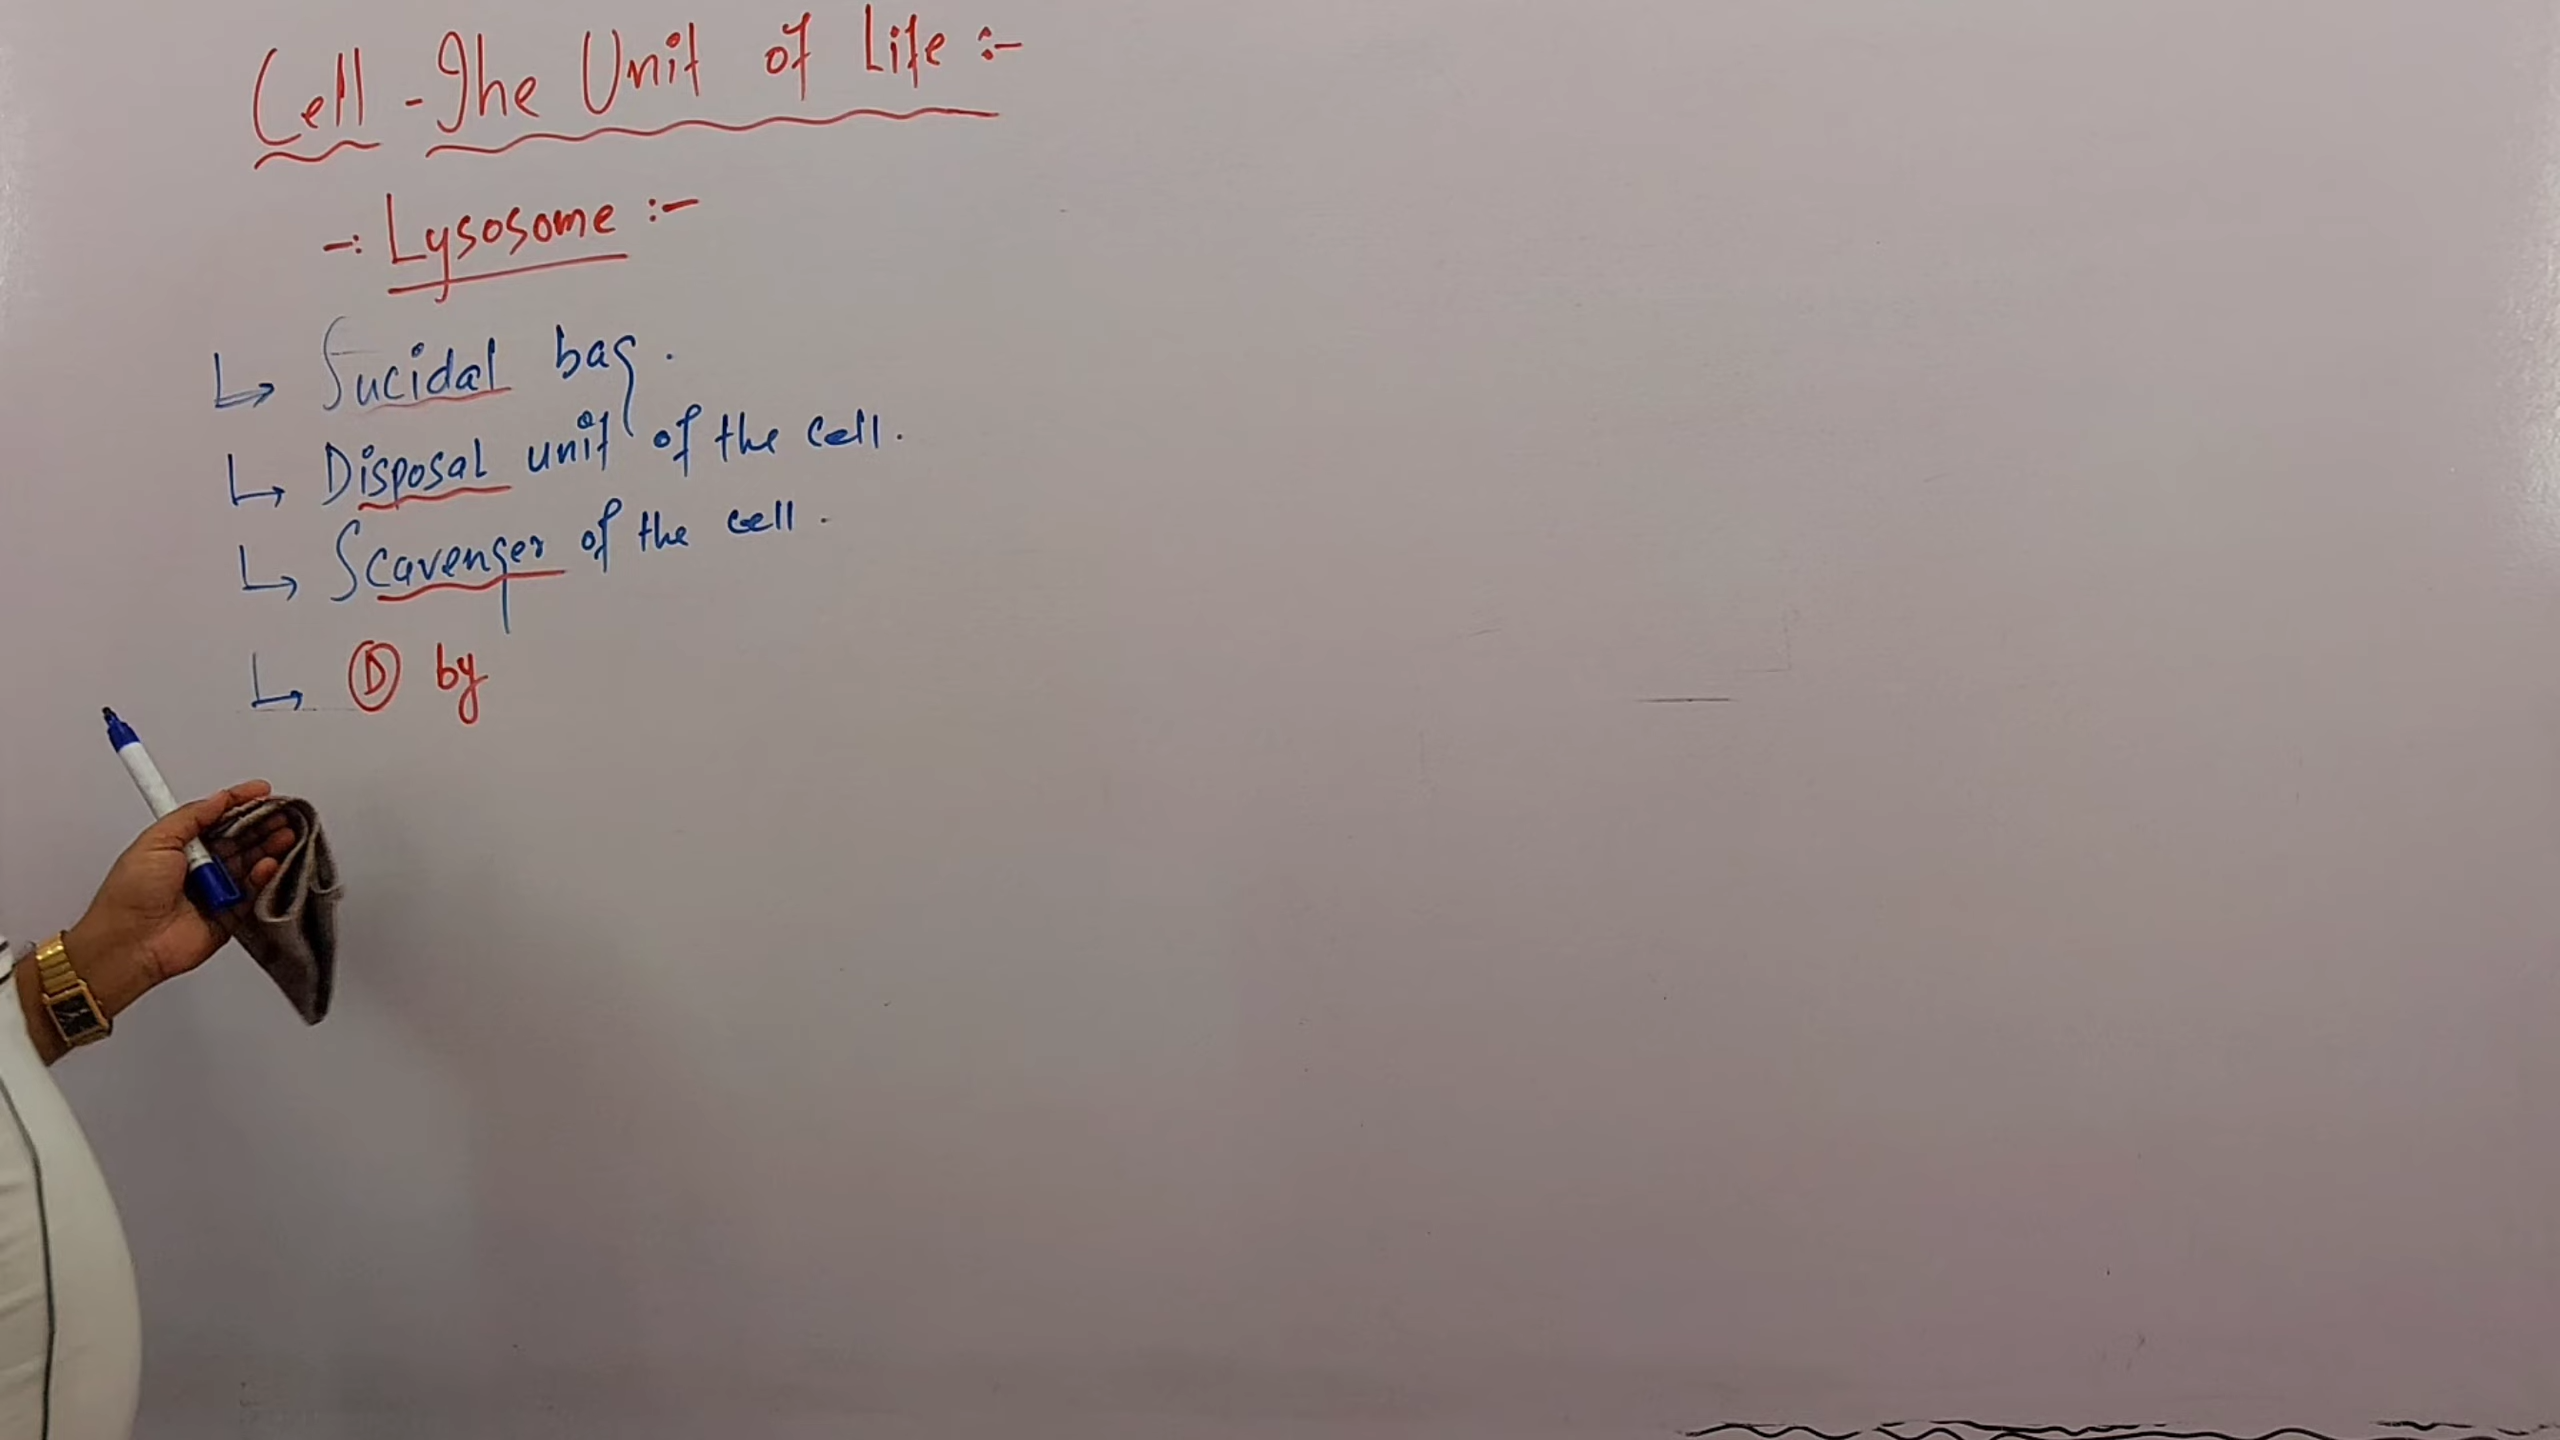 Cell - The Unit of Life :-
-: Lysosome :-
↳ Sucidal bag.
↳ Disposal unit of the cell.
↳ Scavenger of the cell.
↳ Ⓓ by